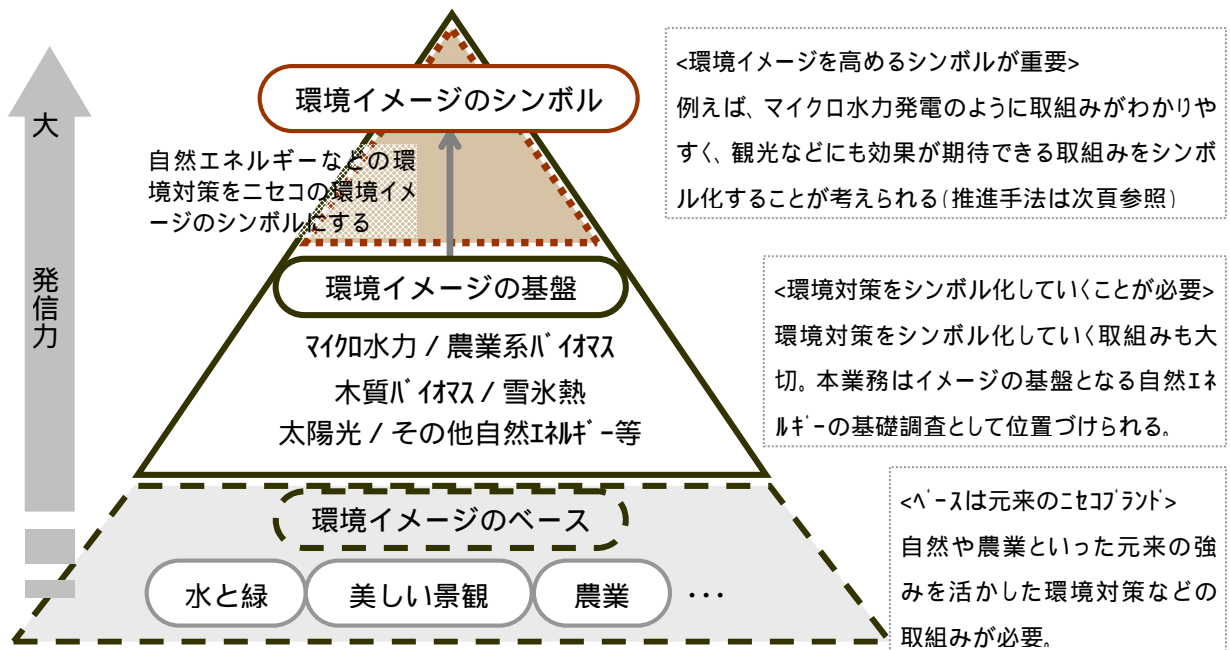 大
発信力
環境イメージのシンボル
自然エネルギーなどの環
境対策をニセコの環境イメ
ージのシンボルにする
環境イメージの基盤
ﾏｲｸﾛ水力 / 農業系ﾊﾞｲｵﾏｽ
木質ﾊﾞｲｵﾏｽ / 雪氷熱
太陽光 / その他自然ｴﾈﾙｷﾞｰ等
環境イメージのベース
水と緑
美しい景観
農業
･･･
<環境イメージを高めるシンボルが重要>
例えば、マイクロ水力発電のように取組みがわかりや
すく、観光などにも効果が期待できる取組みをシンボ
ル化することが考えられる(推進手法は次頁参照)
<環境対策をシンボル化していくことが必要>
環境対策をシンボル化していく取組みも大
切。本業務はイメージの基盤となる自然ｴﾈ
ﾙｷﾞｰの基礎調査として位置づけられる。
<ﾍﾞｰｽは元来のﾆｾｺﾌﾞﾗﾝﾄﾞ>
自然や農業といった元来の強
みを活かした環境対策などの
取組みが必要。